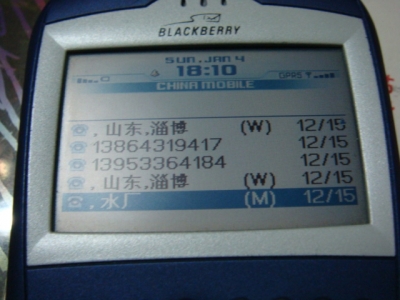 BLACKBERRY
SUN, JAN 4
18:10
GPRS
CHINA MOBILE
, 山东,淄博 (W) 12/15
13864319417 12/15
13953364184 12/15
, 山东,淄博 (W) 12/15
, 水厂 (M) 12/15